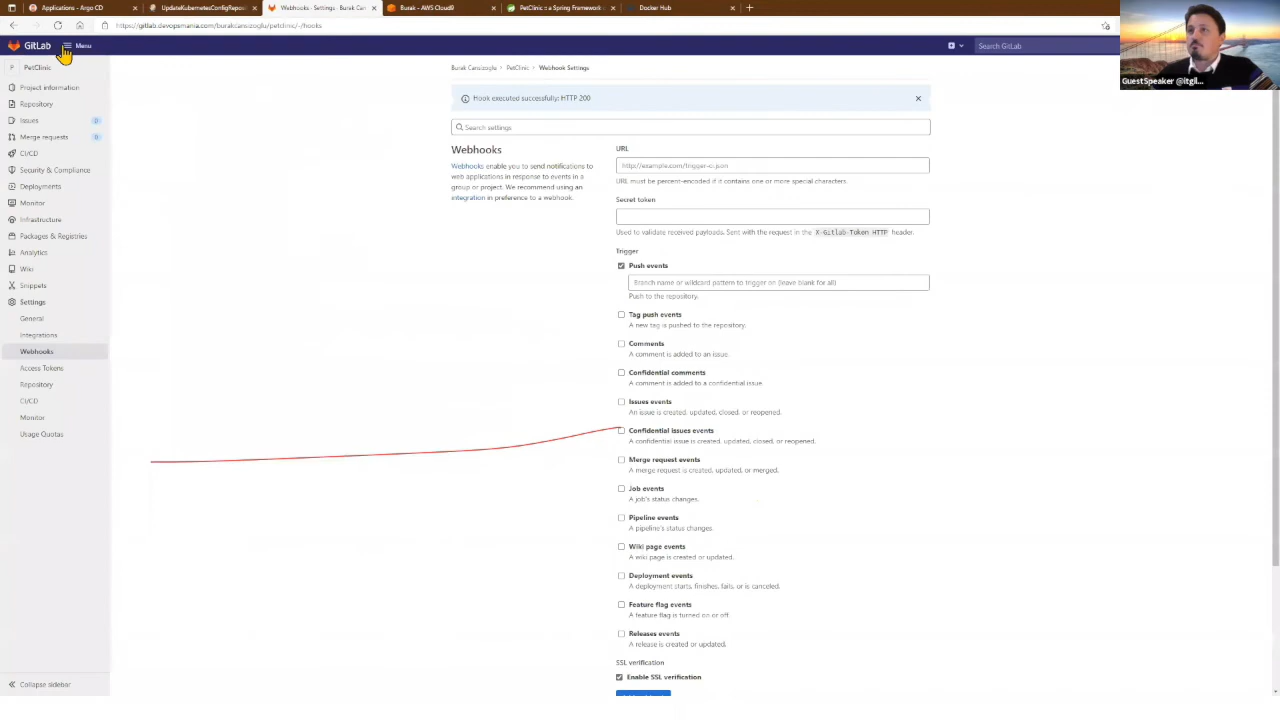 Applications - Argo CD
UpdateKubernetesConfigRepos
Webhooks - Settings · Burak Can
Burak - AWS Cloud9
PetClinic :: a Spring Framework
Docker Hub
https://gitlab.devopsmania.com/burakcansizoglu/petclinic/-/hooks
GitLab
Menu
Search GitLab
GuestSpeaker @itgil...
P
PetClinic
Project information
Repository
Issues 0
Merge requests 0
CI/CD
Security & Compliance
Deployments
Monitor
Infrastructure
Packages & Registries
Analytics
Wiki
Snippets
Settings
General
Integrations
Webhooks
Access Tokens
Repository
CI/CD
Monitor
Usage Quotas
Collapse sidebar
Burak Cansizoglu > PetClinic > Webhook Settings
Hook executed successfully: HTTP 200
Search settings
Webhooks
Webhooks enable you to send notifications to
web applications in response to events in a
group or project. We recommend using an
integration in preference to a webhook.
URL
http://example.com/trigger-ci.json
URL must be percent-encoded if it contains one or more special characters.
Secret token
Used to validate received payloads. Sent with the request in the X-Gitlab-Token HTTP header.
Trigger
Push events
Branch name or wildcard pattern to trigger on (leave blank for all)
Push to the repository.
Tag push events
A new tag is pushed to the repository.
Comments
A comment is added to an issue.
Confidential comments
A comment is added to a confidential issue.
Issues events
An issue is created, updated, closed, or reopened.
Confidential issues events
A confidential issue is created, updated, closed, or reopened.
Merge request events
A merge request is created, updated, or merged.
Job events
A job's status changes.
Pipeline events
A pipeline's status changes.
Wiki page events
A wiki page is created or updated.
Deployment events
A deployment starts, finishes, fails, or is canceled.
Feature flag events
A feature flag is turned on or off.
Releases events
A release is created or updated.
SSL verification
Enable SSL verification